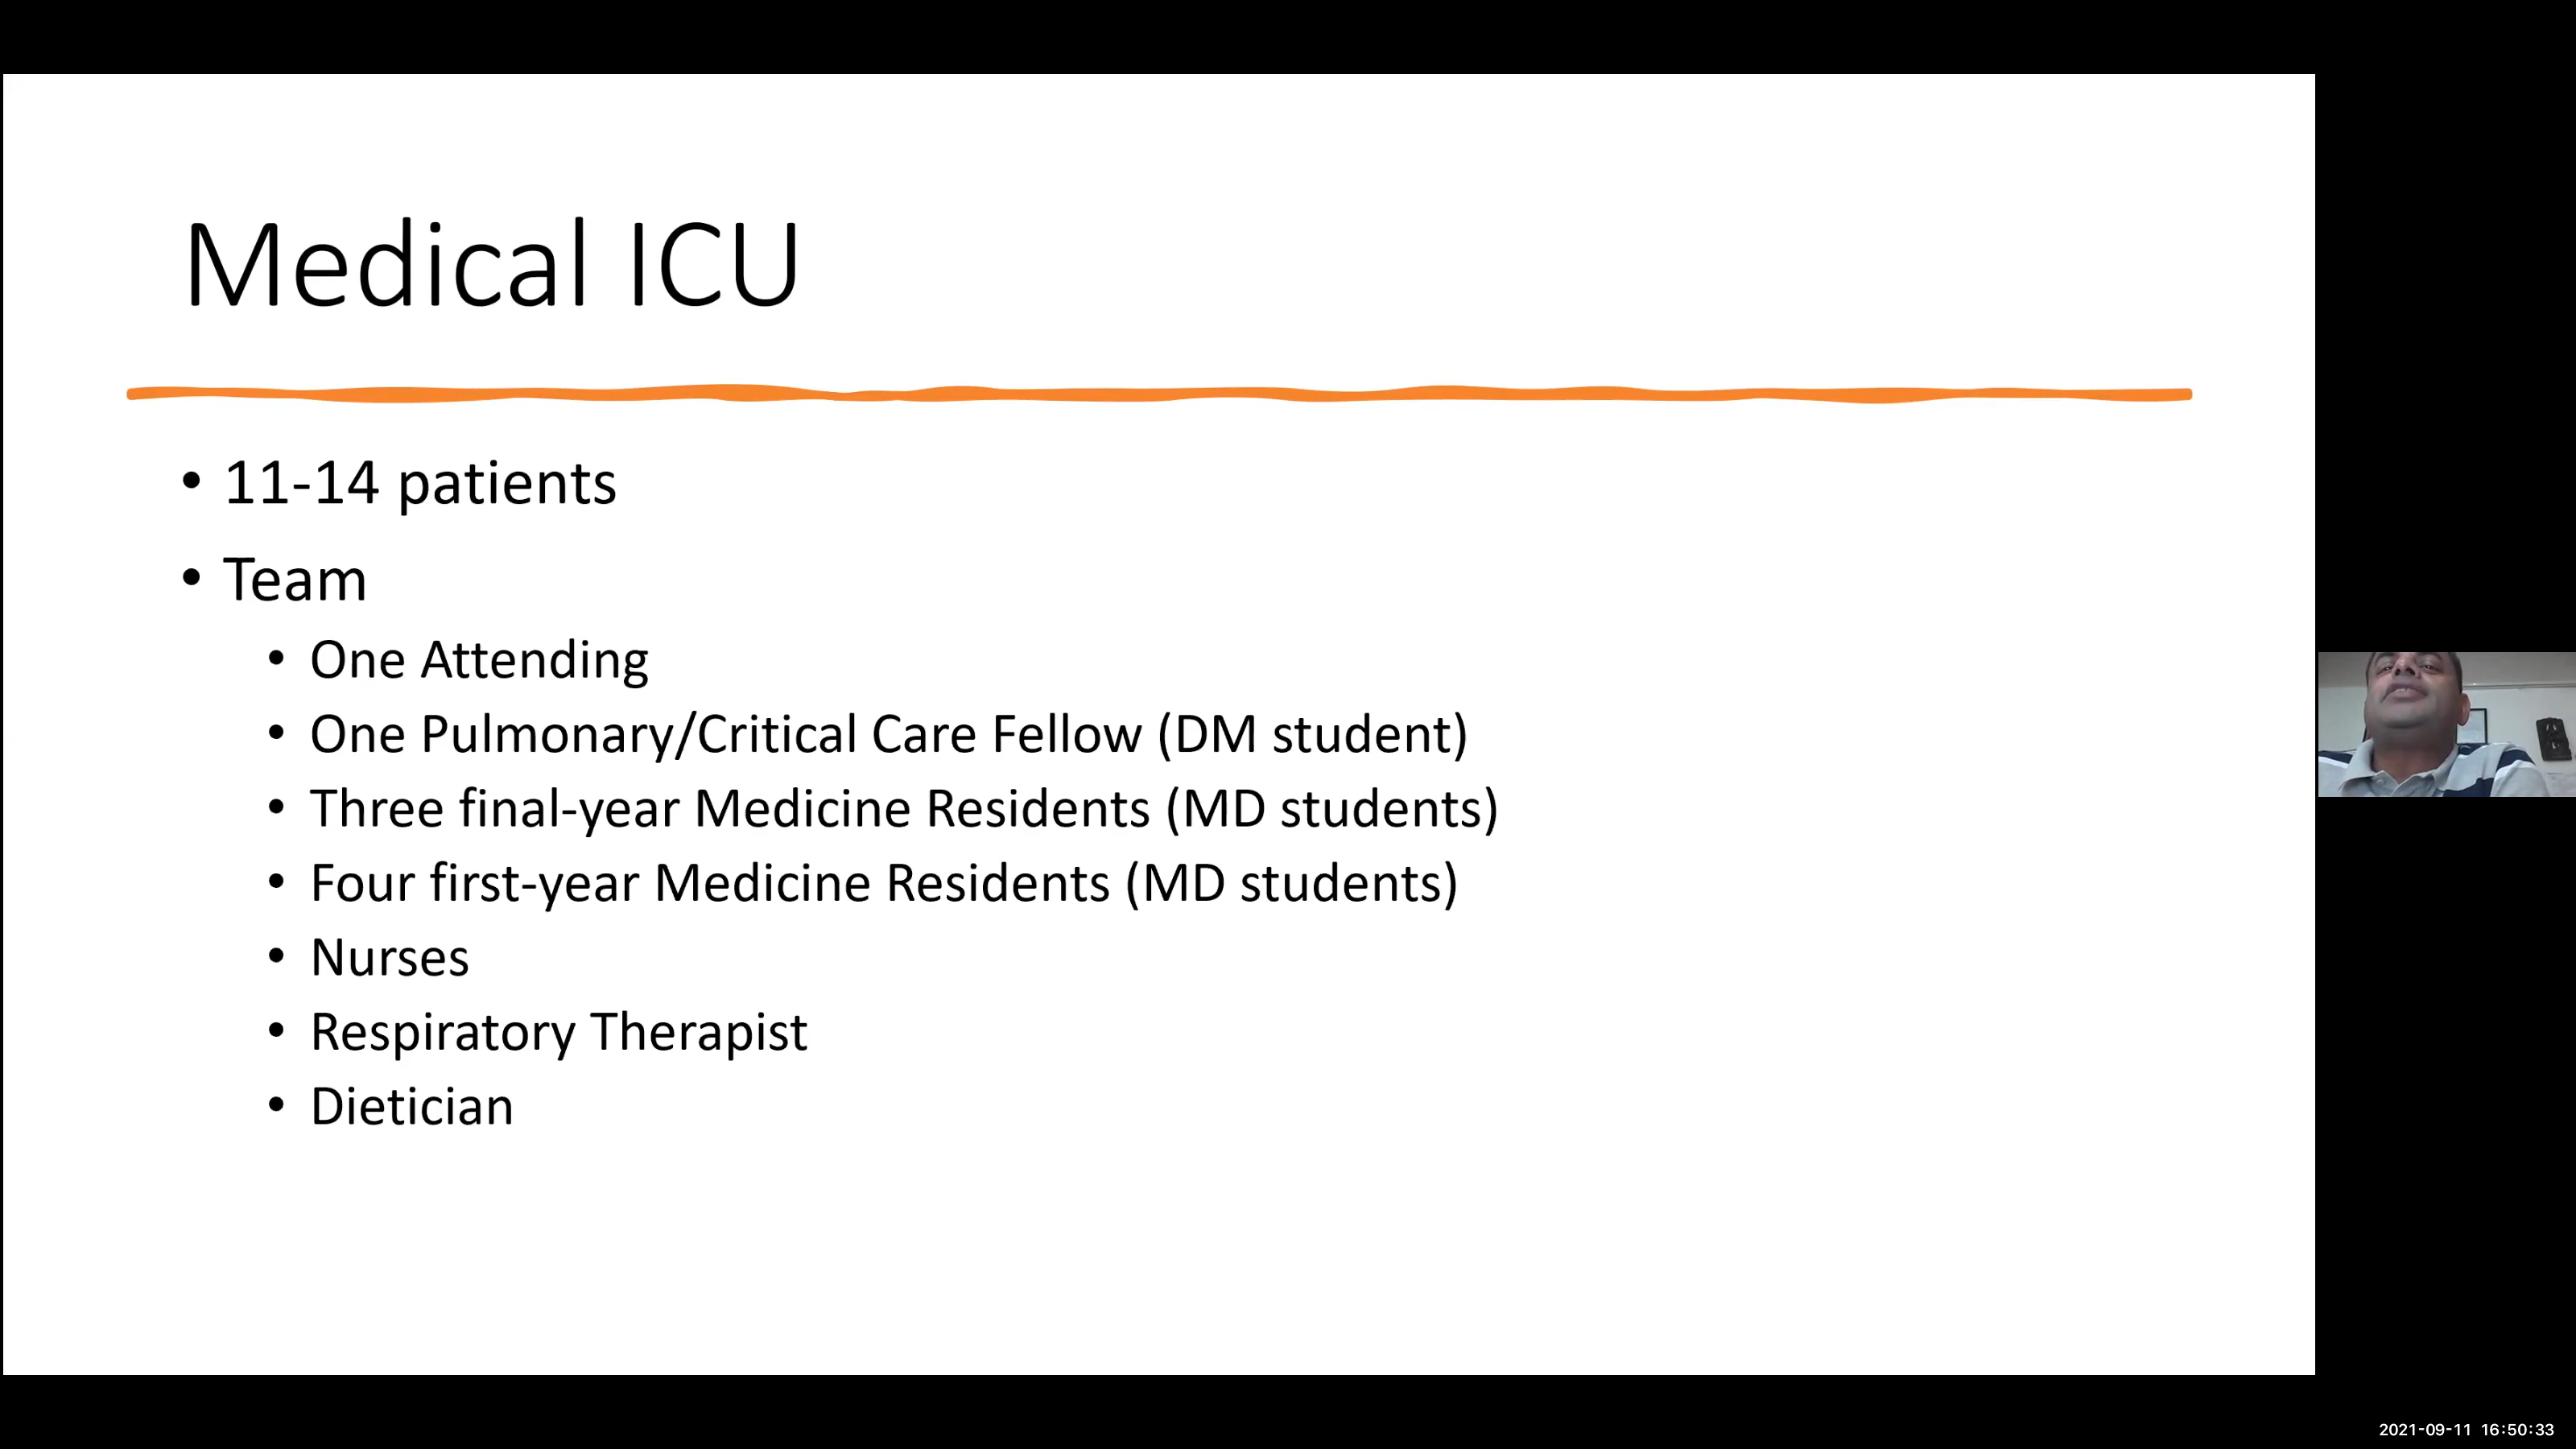 Medical ICU
• 11-14 patients
• Team
• One Attending
• One Pulmonary/Critical Care Fellow (DM student)
• Three final-year Medicine Residents (MD students)
• Four first-year Medicine Residents (MD students)
• Nurses
• Respiratory Therapist
• Dietician
2021-09-11 16:50:33